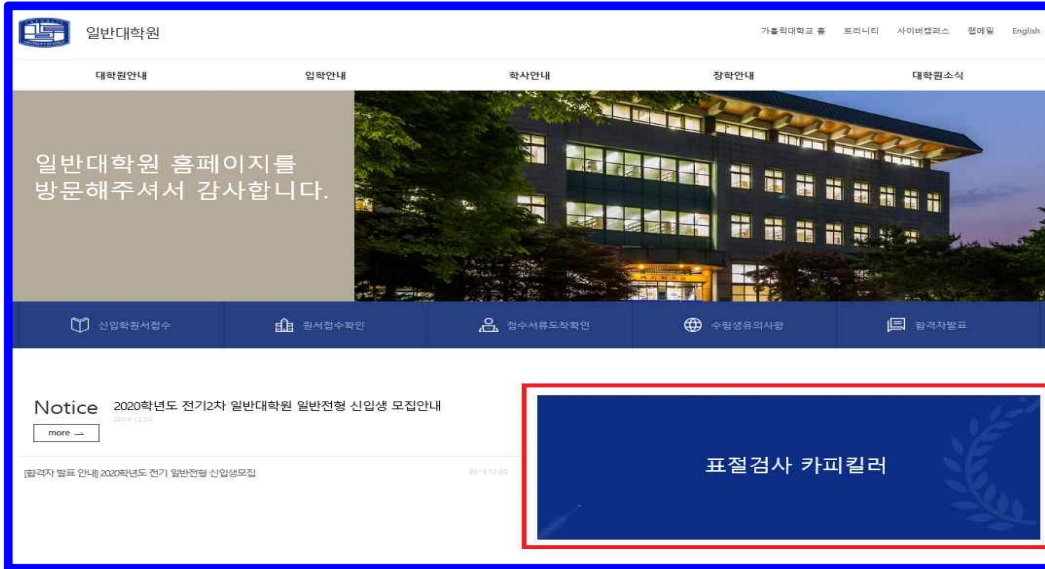 일반대학원
가톨릭대학교 홈 트리니티 사이버캠퍼스 웹메일 English
대학원안내 입학안내 학사안내 장학안내 대학원소식
일반대학원 홈페이지를
방문해주셔서 감사합니다.
신입학원서접수 원서접수확인 접수서류도착확인 수험생유의사항 합격자발표
Notice 2020학년도 전기2차 일반대학원 일반전형 신입생 모집안내
more
[합격자 발표 안내] 2020학년도 전기 일반전형 신입생모집
표절검사 카피킬러